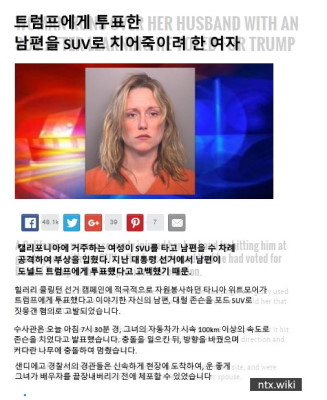 트럼프에게 투표한
남편을 SUV로 치어죽이려 한 여자
48.1k
39
7
캘리포니아에 거주하는 여성이 SVU를 타고 남편을 수 차례
공격하여 부상을 입혔다. 지난 대통령 선거에서 남편이
도널드 트럼프에게 투표했다고 고백했기 때문.
힐러리 클린턴 선거 캠페인에 적극적으로 자원봉사하던 타니아 위트모어가
트럼프에게 투표했다고 이야기한 자신의 남편, 대럴 존슨을 포드 SUV로
짓뭉갠 혐의로 고발되었습니다.
수사관은 오늘 아침 7시 30분 경, 그녀의 자동차가 시속 100km 이상의 속도로
존슨을 치었다고 발표했습니다. 충돌을 일으킨 뒤, 방향을 바꿨으며
커다란 나무에 충돌하여 멈췄습니다.
샌디에고 경찰서의 경관들은 신속하게 현장에 도착하여, 운 좋게
그녀가 배우자를 끝장내버리기 전에 체포할 수 있었습니다
ntx.wiki